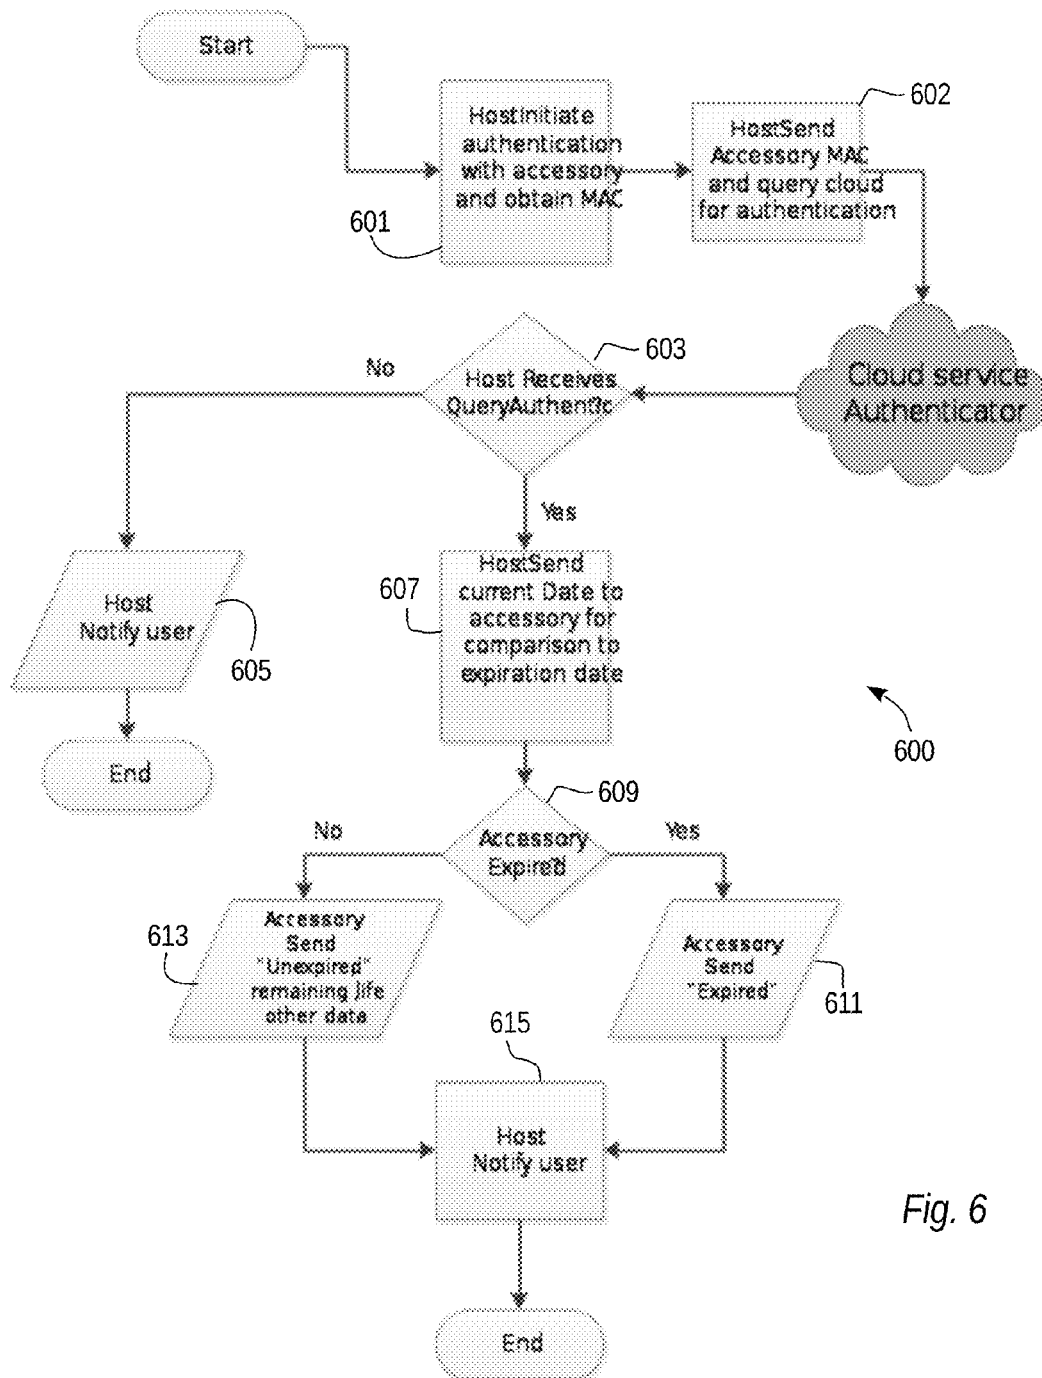 Start
HostInitiate
authentication
with accessory
and obtain MAC
601
602
HostSend
Accessory MAC
and query cloud
for authentication
Cloud service
Authenticator
603
Host Receives
QueryAuthentic?
No
Yes
Host
Notify user
605
End
607
HostSend
current Date to
accessory for
comparison to
expiration date
600
609
Accessory
Expired?
No
Yes
613
Accessory
Send
"Unexpired"
remaining life
other data
Accessory
Send
"Expired"
611
615
Host
Notify user
Fig. 6
End